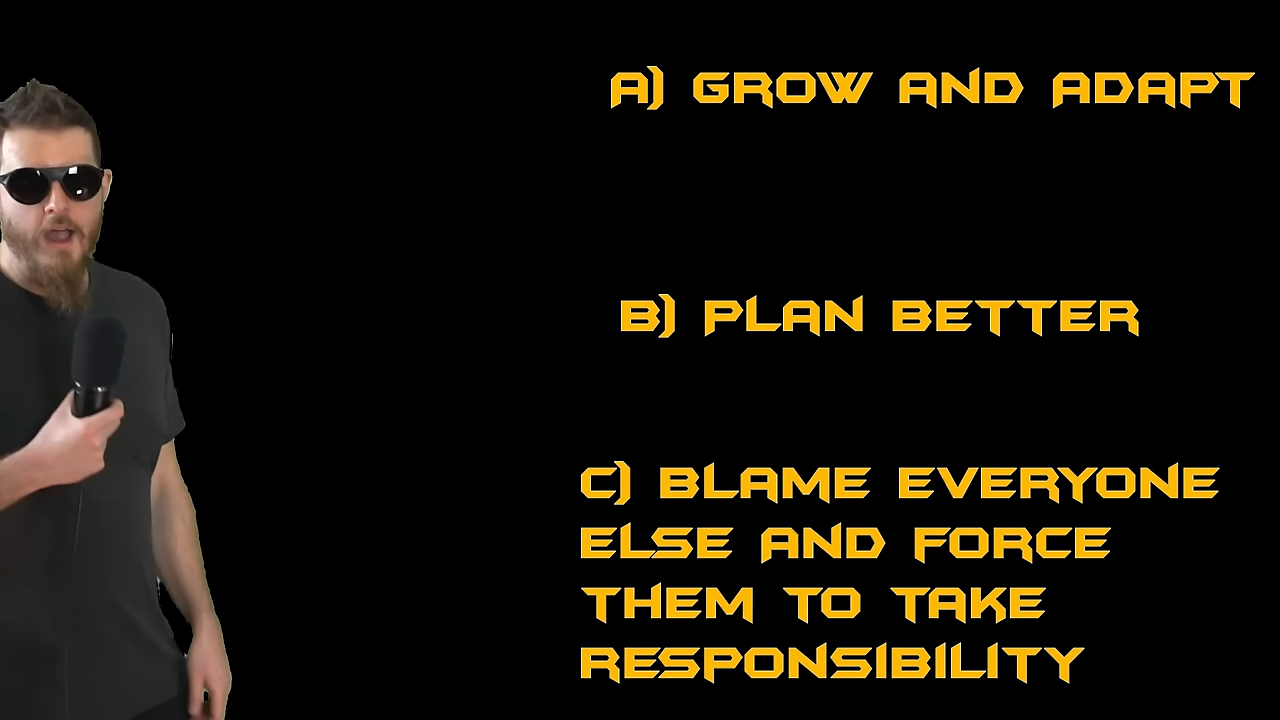 A) GROW AND ADAPT
B) PLAN BETTER
C) BLAME EVERYONE
ELSE AND FORCE
THEM TO TAKE
RESPONSIBILITY